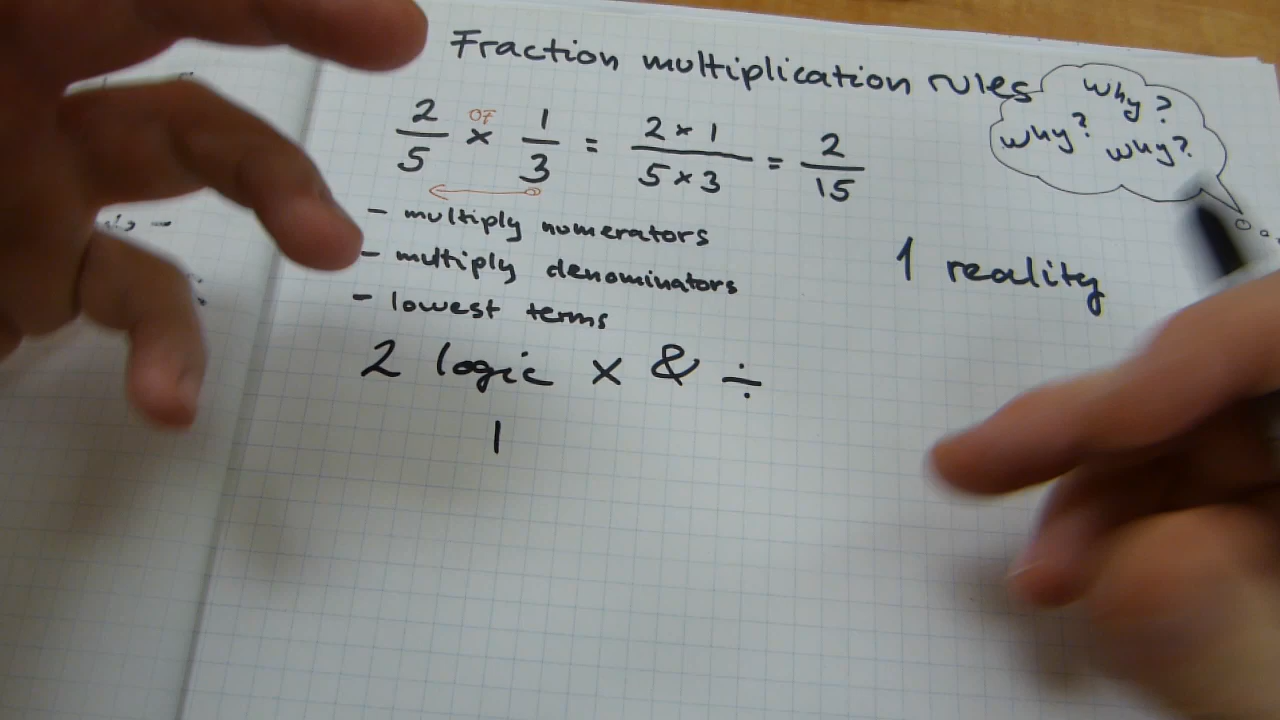 Fraction multiplication rules
why?
why? why?
2/5 × 1/3 = 2 × 1 / 5 × 3 = 2/15
OF
- multiply numerators
- multiply denominators
- lowest terms
1 reality
2 logic × & ÷
1